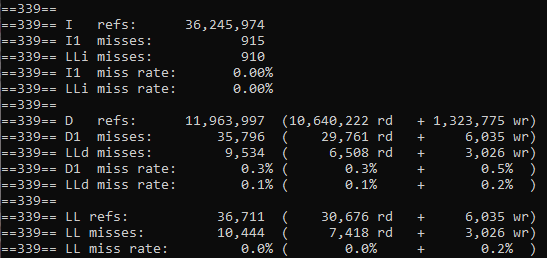 ==339==
==339== I   refs:      36,245,974
==339== I1  misses:           915
==339== LLi misses:           910
==339== I1  miss rate:       0.00%
==339== LLi miss rate:       0.00%
==339==
==339== D   refs:      11,963,997  (10,640,222 rd   + 1,323,775 wr)
==339== D1  misses:        35,796  (    29,761 rd   +     6,035 wr)
==339== LLd misses:         9,534  (     6,508 rd   +     3,026 wr)
==339== D1  miss rate:        0.3% (       0.3%     +       0.5%  )
==339== LLd miss rate:        0.1% (       0.1%     +       0.2%  )
==339==
==339== LL refs:           36,711  (    30,676 rd   +     6,035 wr)
==339== LL misses:         10,444  (     7,418 rd   +     3,026 wr)
==339== LL miss rate:         0.0% (       0.0%     +       0.2%  )